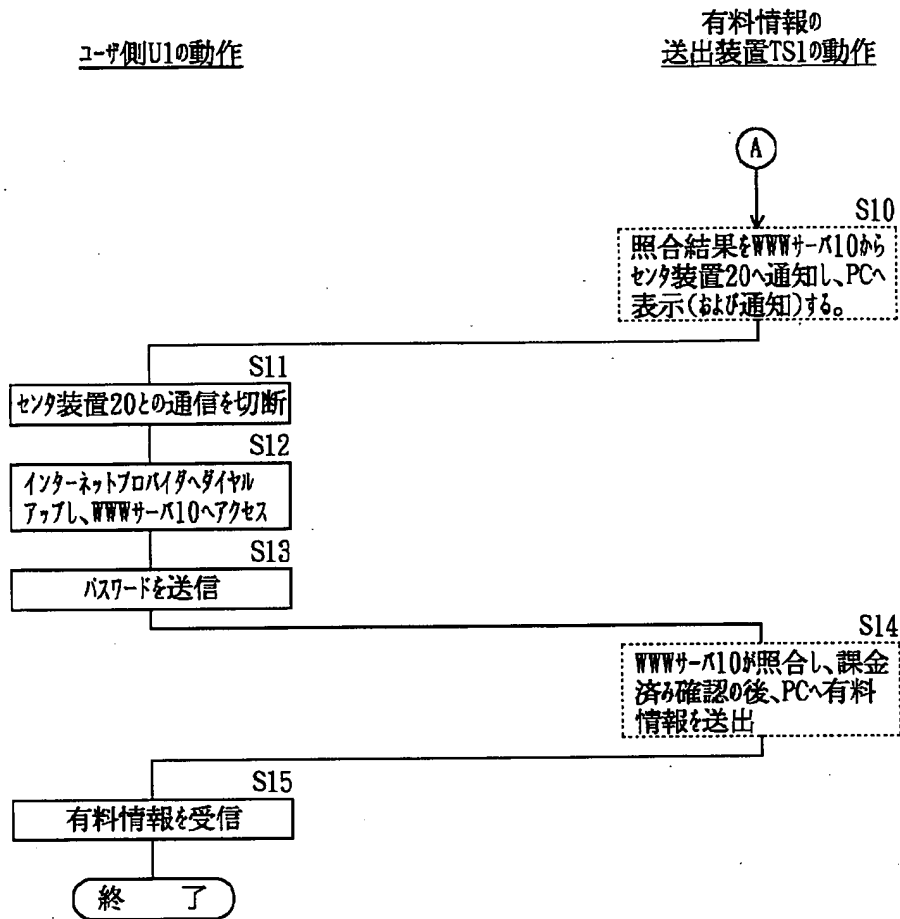 ユーザ側U1の動作
有料情報の
送出装置TS1の動作
A
S10
照合結果をWWWサーバ10から
センタ装置20へ通知し、PCへ
表示(および通知)する。
S11
センタ装置20との通信を切断
S12
インターネットプロバイダへダイヤル
アップし、WWWサーバ10へアクセス
S13
パスワードを送信
S14
WWWサーバ10が照合し、課金
済み確認の後、PCへ有料
情報を送出
S15
有料情報を受信
終 了